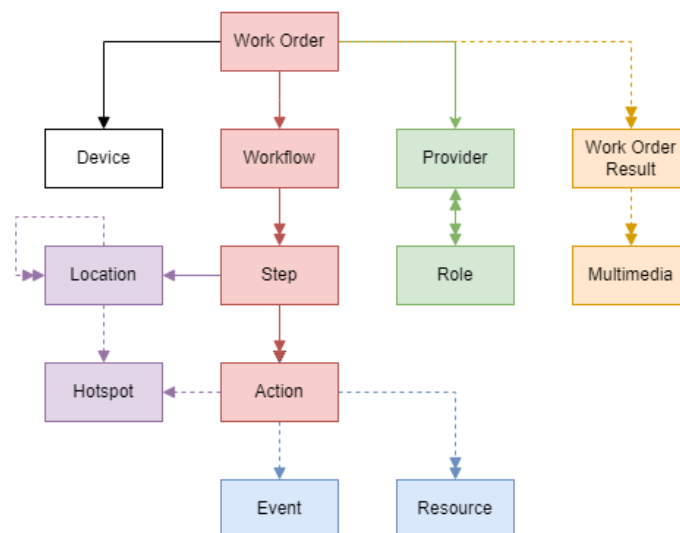 Work Order
Device
Workflow
Provider
Work Order
Result
Location
Step
Role
Multimedia
Hotspot
Action
Event
Resource